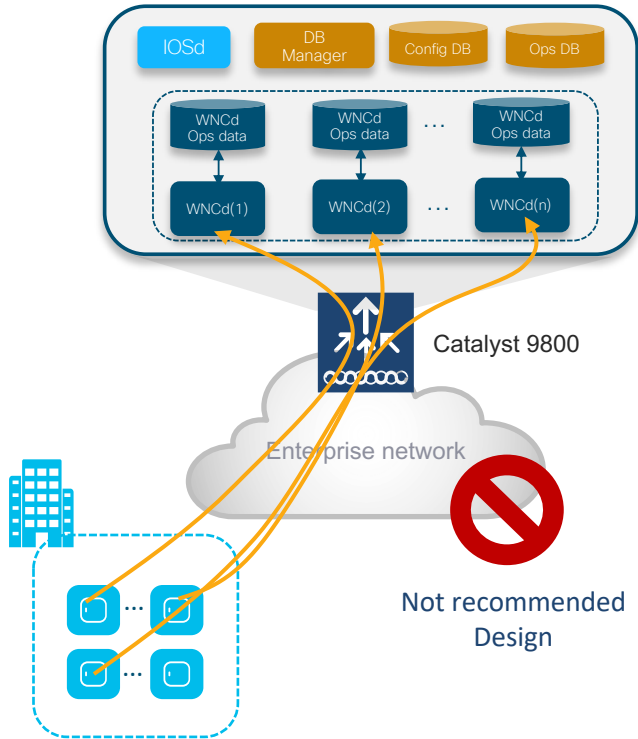 IOSd
DB
Manager
Config DB
Ops DB
WNCd
Ops data
WNCd
Ops data
...
WNCd
Ops data
WNCd(1)
WNCd(2)
...
WNCd(n)
Catalyst 9800
Enterprise network
Not recommended
Design
...
...